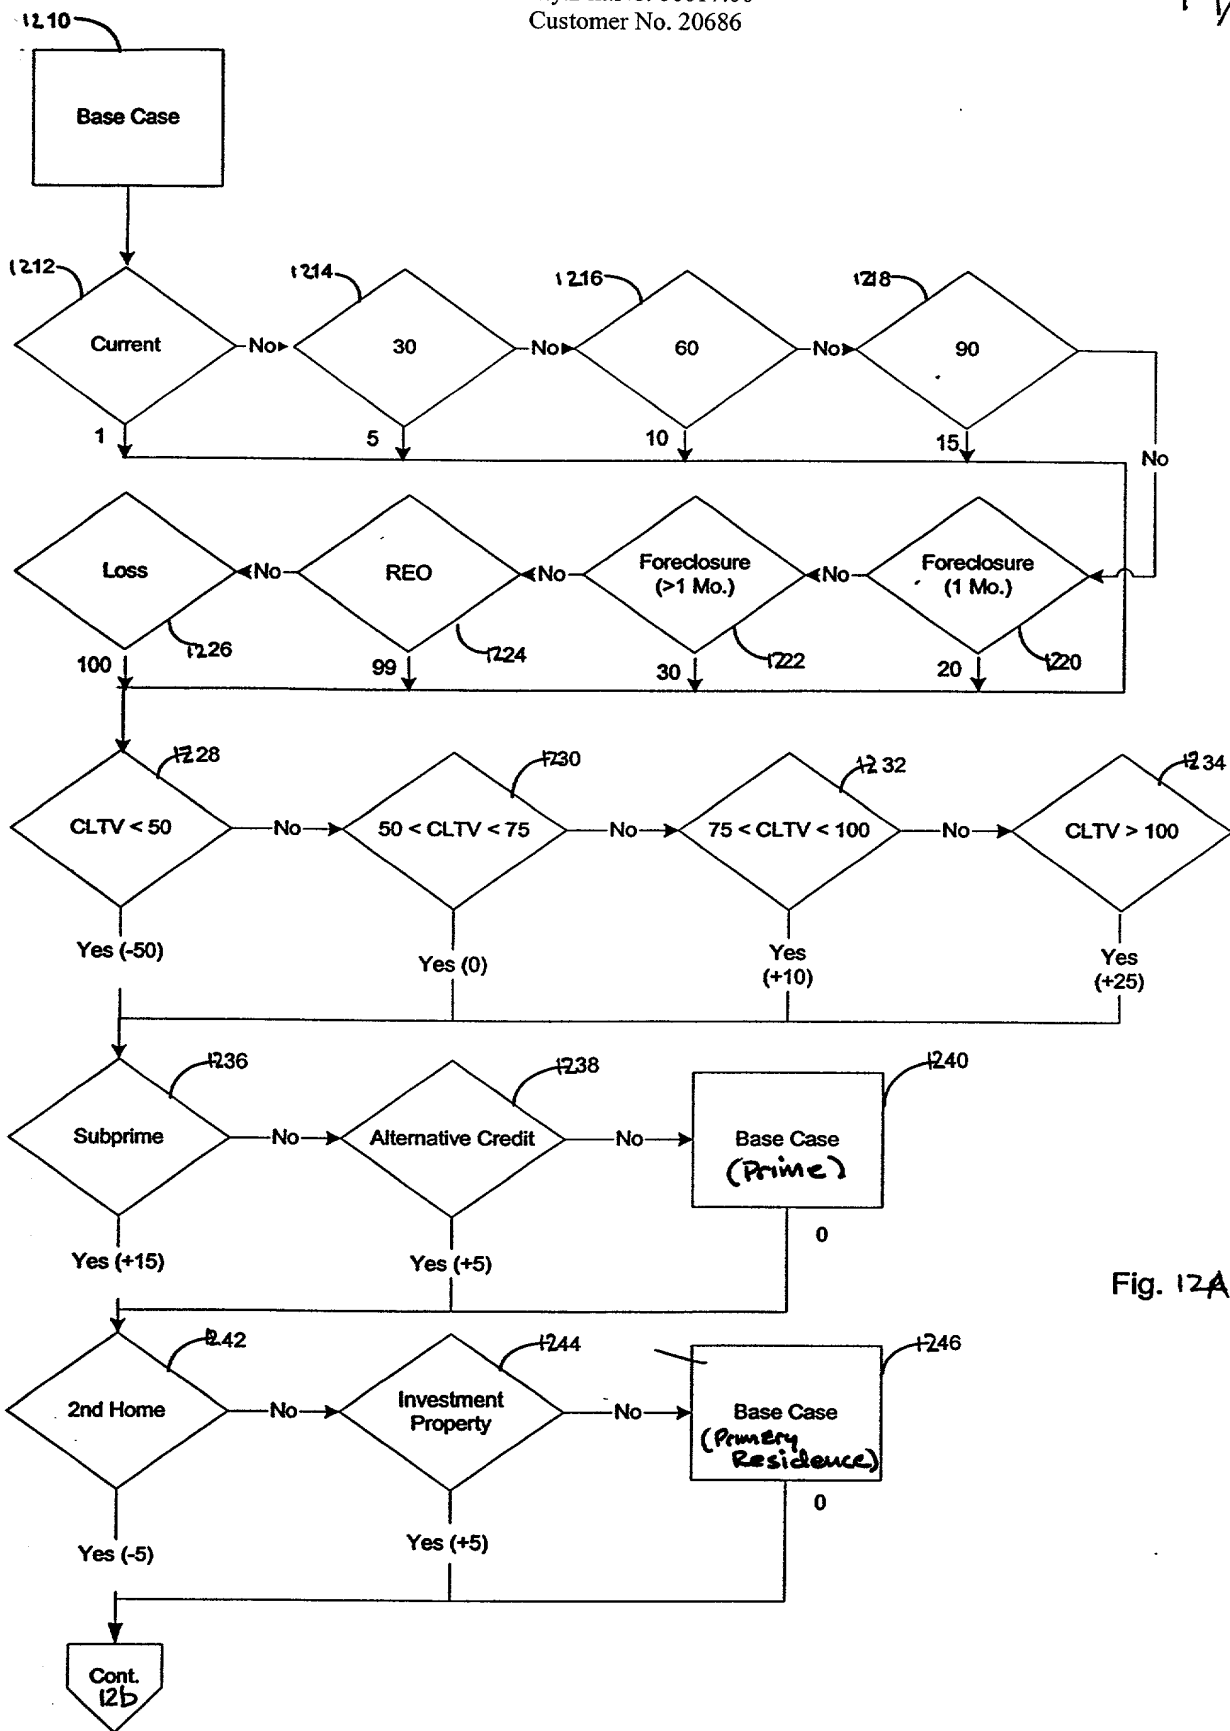 Customer No. 20686
1210
Base Case
1212
1214
1216
1218
Current
No
30
No
60
No
90
1
5
10
15
No
Loss
No
REO
No
Foreclosure
(>1 Mo.)
No
Foreclosure
(1 Mo.)
1226
1224
1222
1220
100
99
30
20
1228
1230
1232
1234
CLTV < 50
No
50 < CLTV < 75
No
75 < CLTV < 100
No
CLTV > 100
Yes (-50)
Yes (0)
Yes
(+10)
Yes
(+25)
1236
1238
1240
Subprime
No
Alternative Credit
No
Base Case
(Prime)
0
Yes (+15)
Yes (+5)
Fig. 12A
1242
1244
1246
2nd Home
No
Investment
Property
No
Base Case
(Primary
Residence)
0
Yes (-5)
Yes (+5)
Cont.
12b